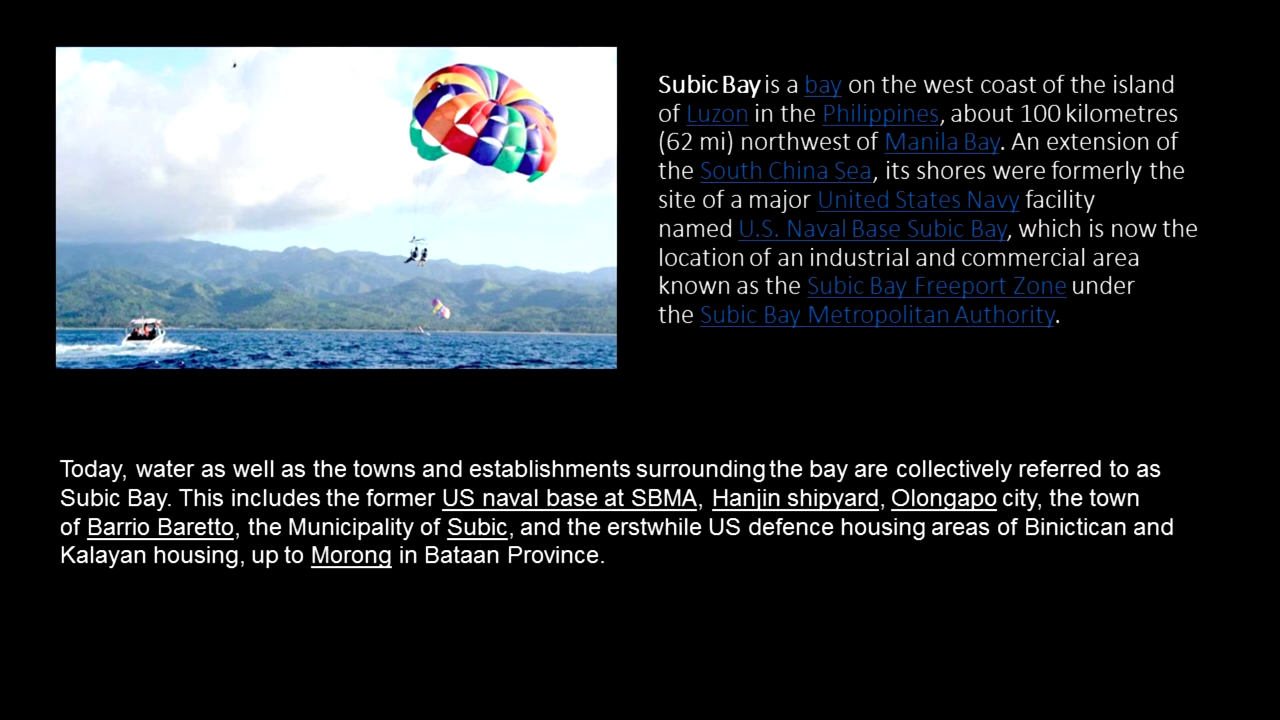 Subic Bay is a bay on the west coast of the island
of Luzon in the Philippines, about 100 kilometres
(62 mi) northwest of Manila Bay. An extension of
the South China Sea, its shores were formerly the
site of a major United States Navy facility
named U.S. Naval Base Subic Bay, which is now the
location of an industrial and commercial area
known as the Subic Bay Freeport Zone under
the Subic Bay Metropolitan Authority.
Today, water as well as the towns and establishments surrounding the bay are collectively referred to as
Subic Bay. This includes the former US naval base at SBMA, Hanjin shipyard, Olongapo city, the town
of Barrio Baretto, the Municipality of Subic, and the erstwhile US defence housing areas of Binictican and
Kalayan housing, up to Morong in Bataan Province.